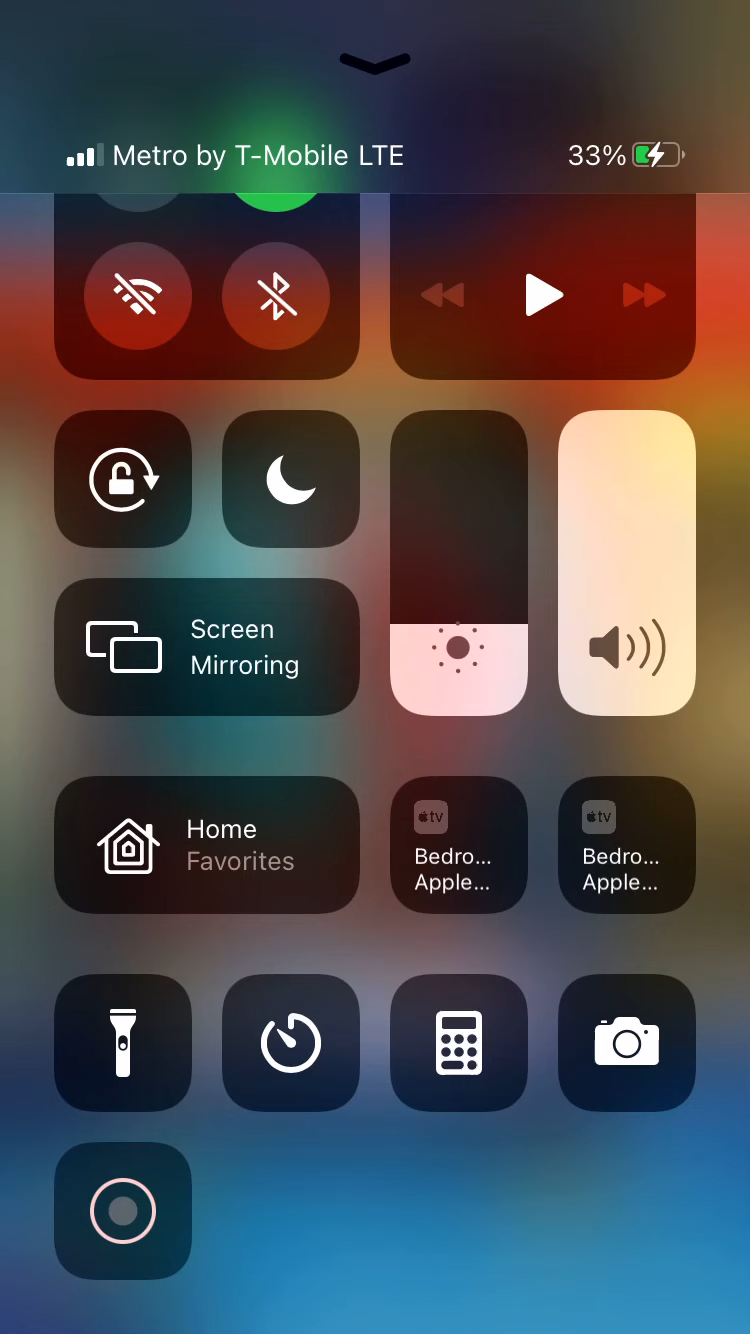 Metro by T-Mobile LTE 33%
Screen
Mirroring
Home
Favorites
tv
Bedro...
Apple...
tv
Bedro...
Apple...